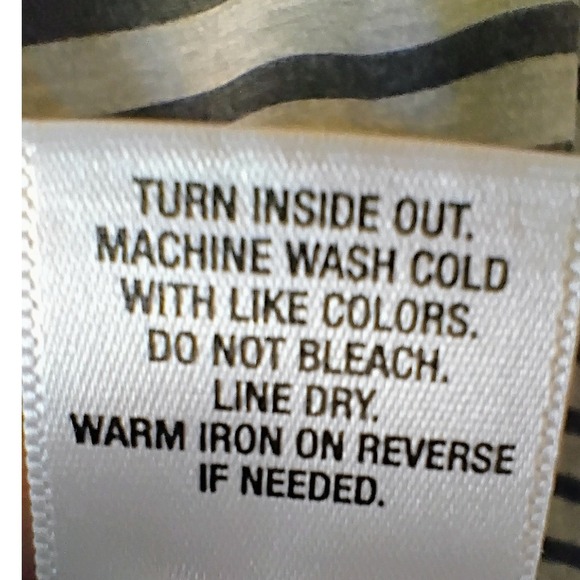 TURN INSIDE OUT.
MACHINE WASH COLD
WITH LIKE COLORS.
DO NOT BLEACH.
LINE DRY.
WARM IRON ON REVERSE
IF NEEDED.